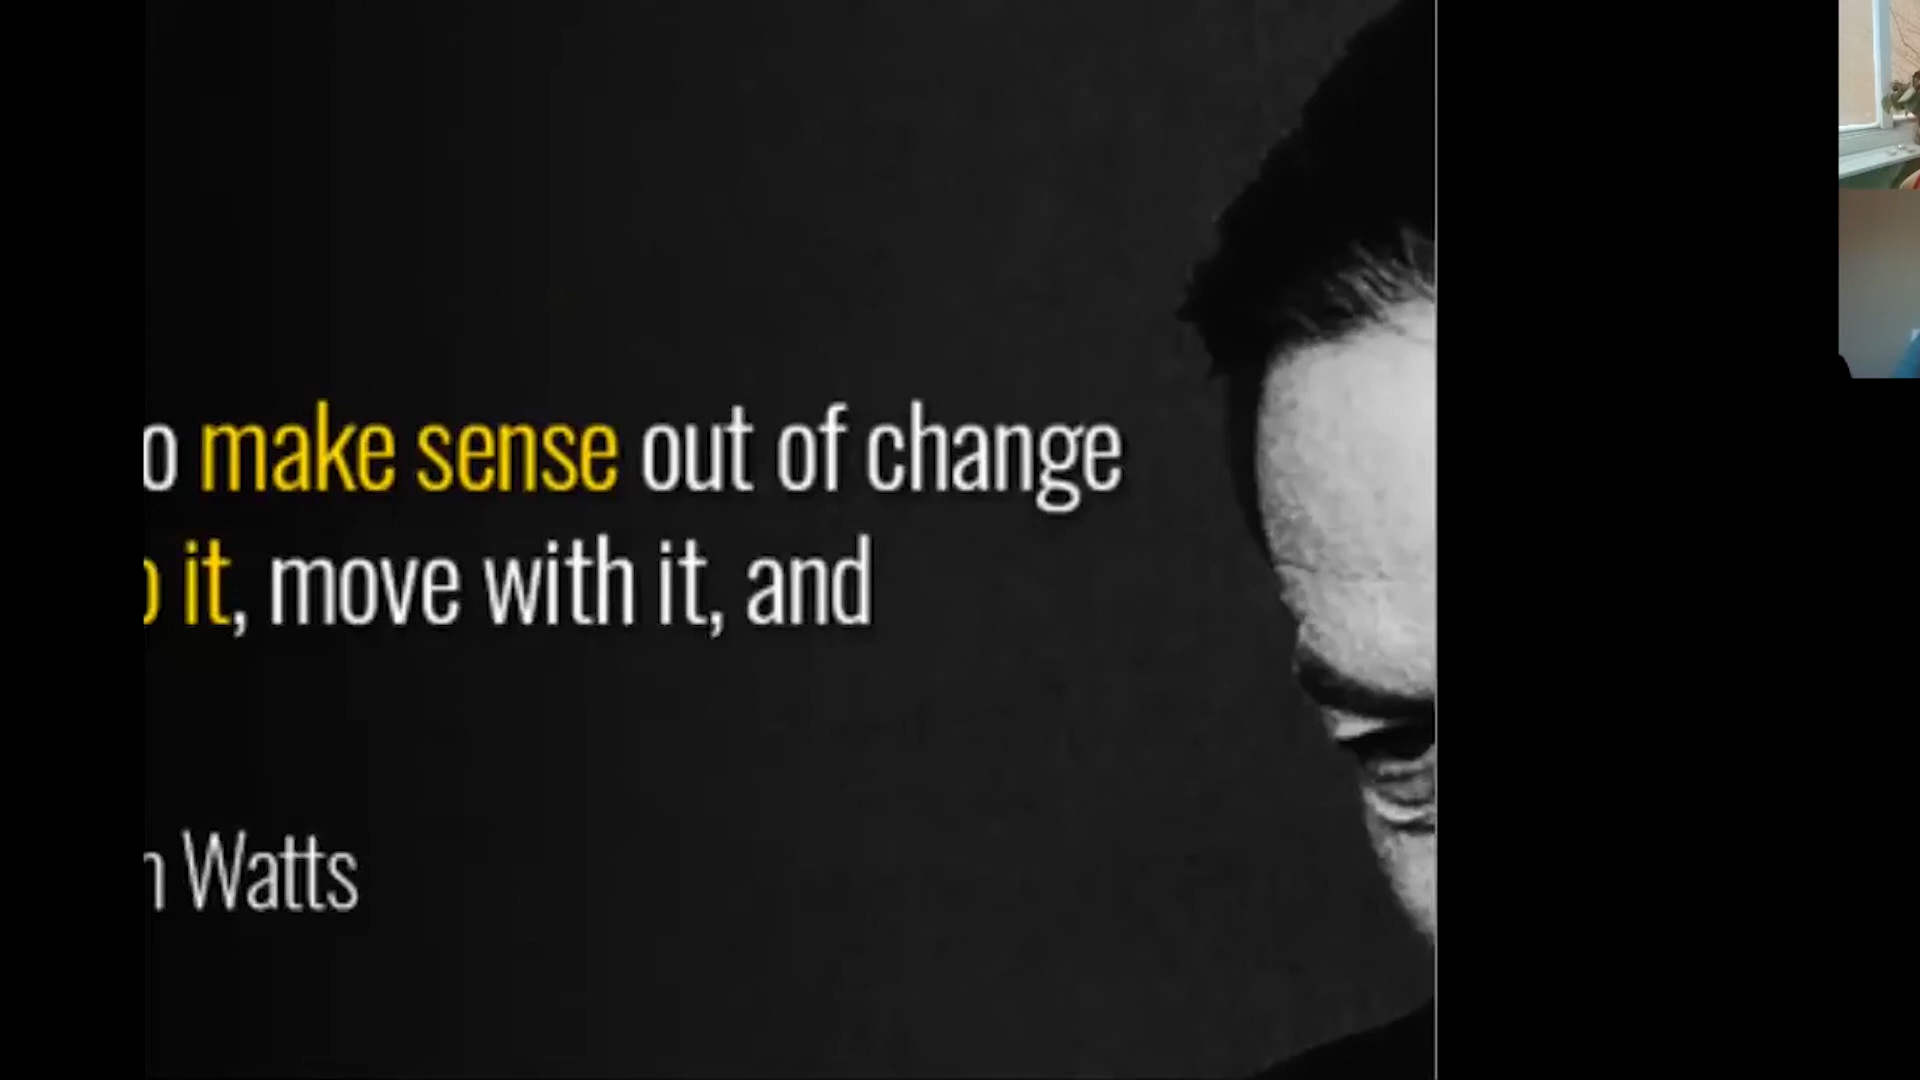 o make sense out of change
o it, move with it, and
n Watts